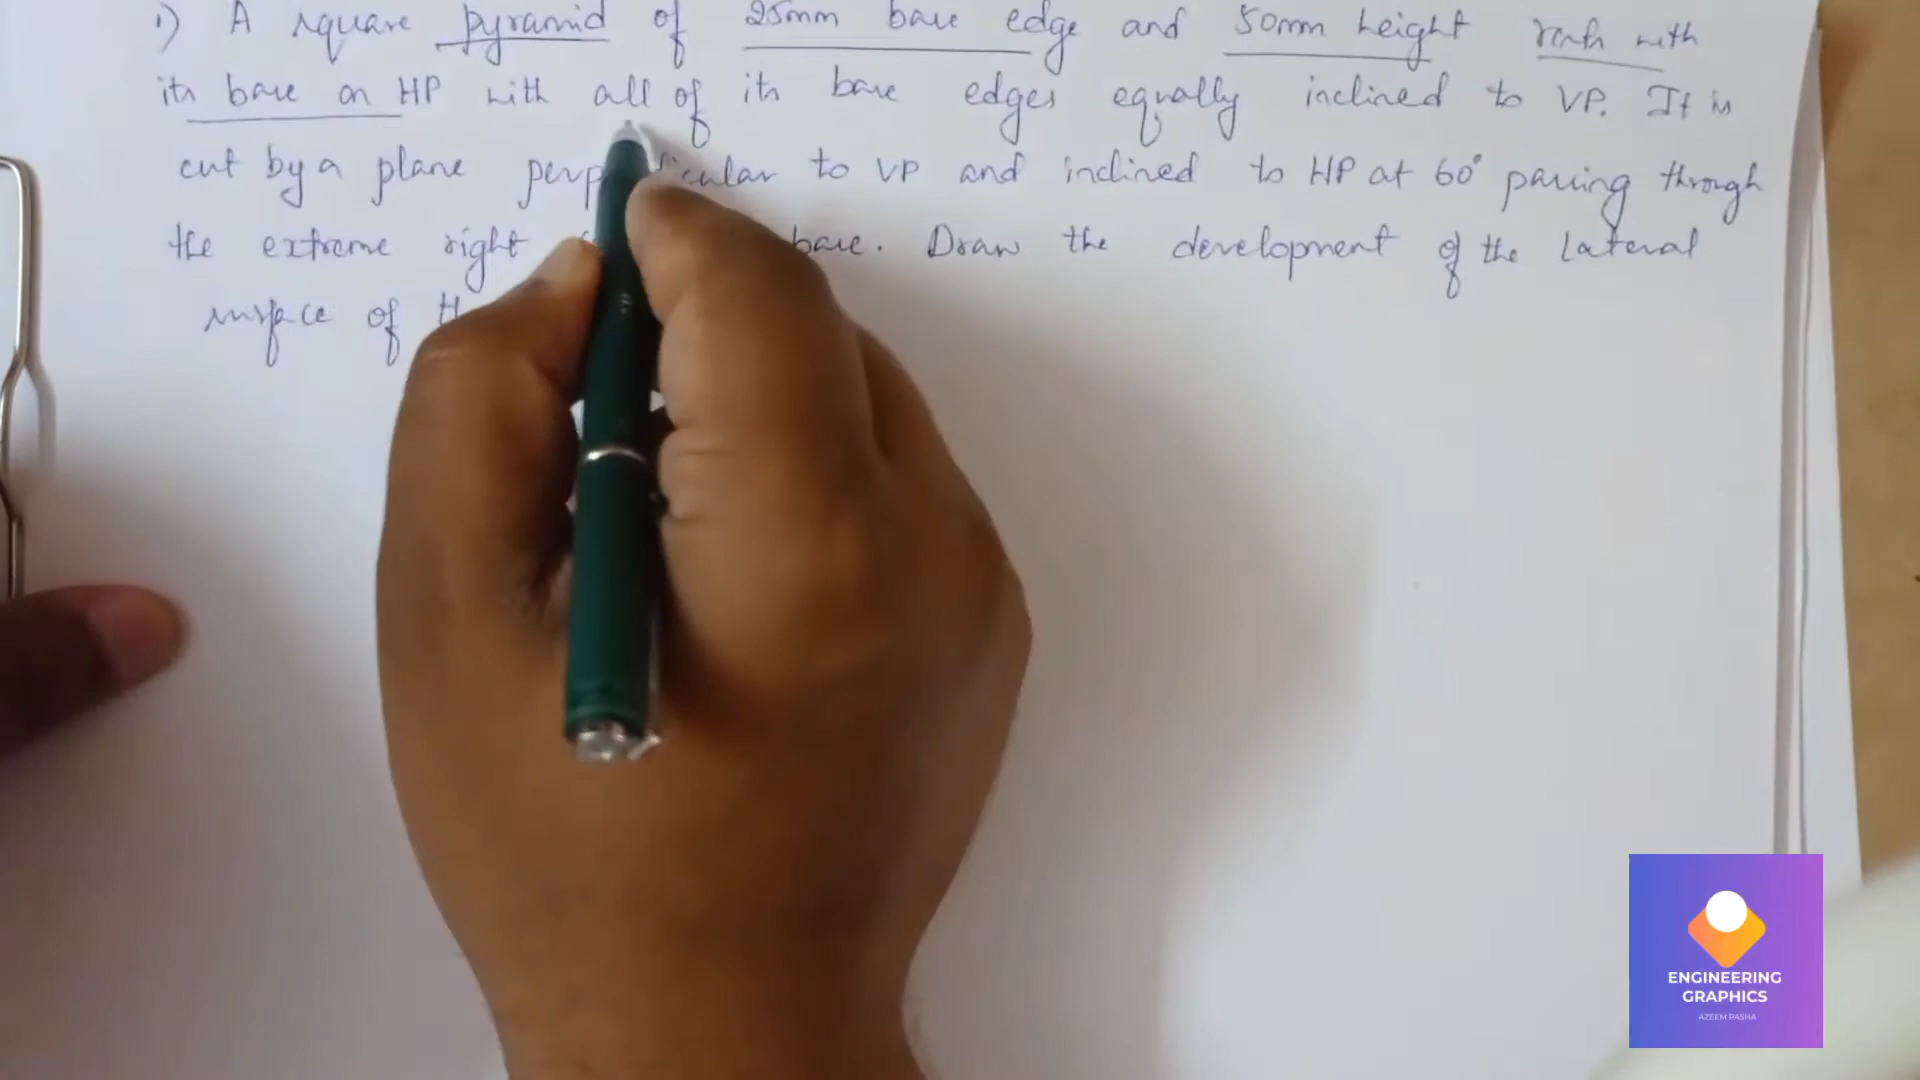 1) A square pyramid of 25mm base edge and 50mm height rests with
its base on HP with all of its base edges equally inclined to VP. It is
cut by a plane to VP and inclined to HP at 60° passing through
the extreme right base. Draw the development of the lateral
surface of
ENGINEERING
GRAPHICS
AZEEM PASHA